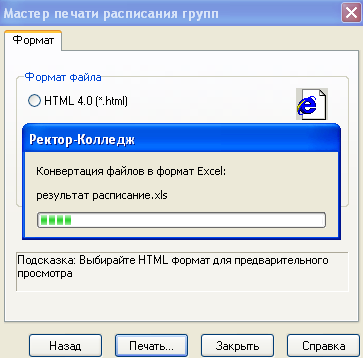 Мастер печати расписания групп
Формат
Формат файла
HTML 4.0 (*.html)
Ректор-Колледж
Конвертация файлов в формат Excel:
результат расписание.xls
Подсказка: Выбирайте HTML формат для предварительного
просмотра
Назад
Печать...
Закрыть
Справка